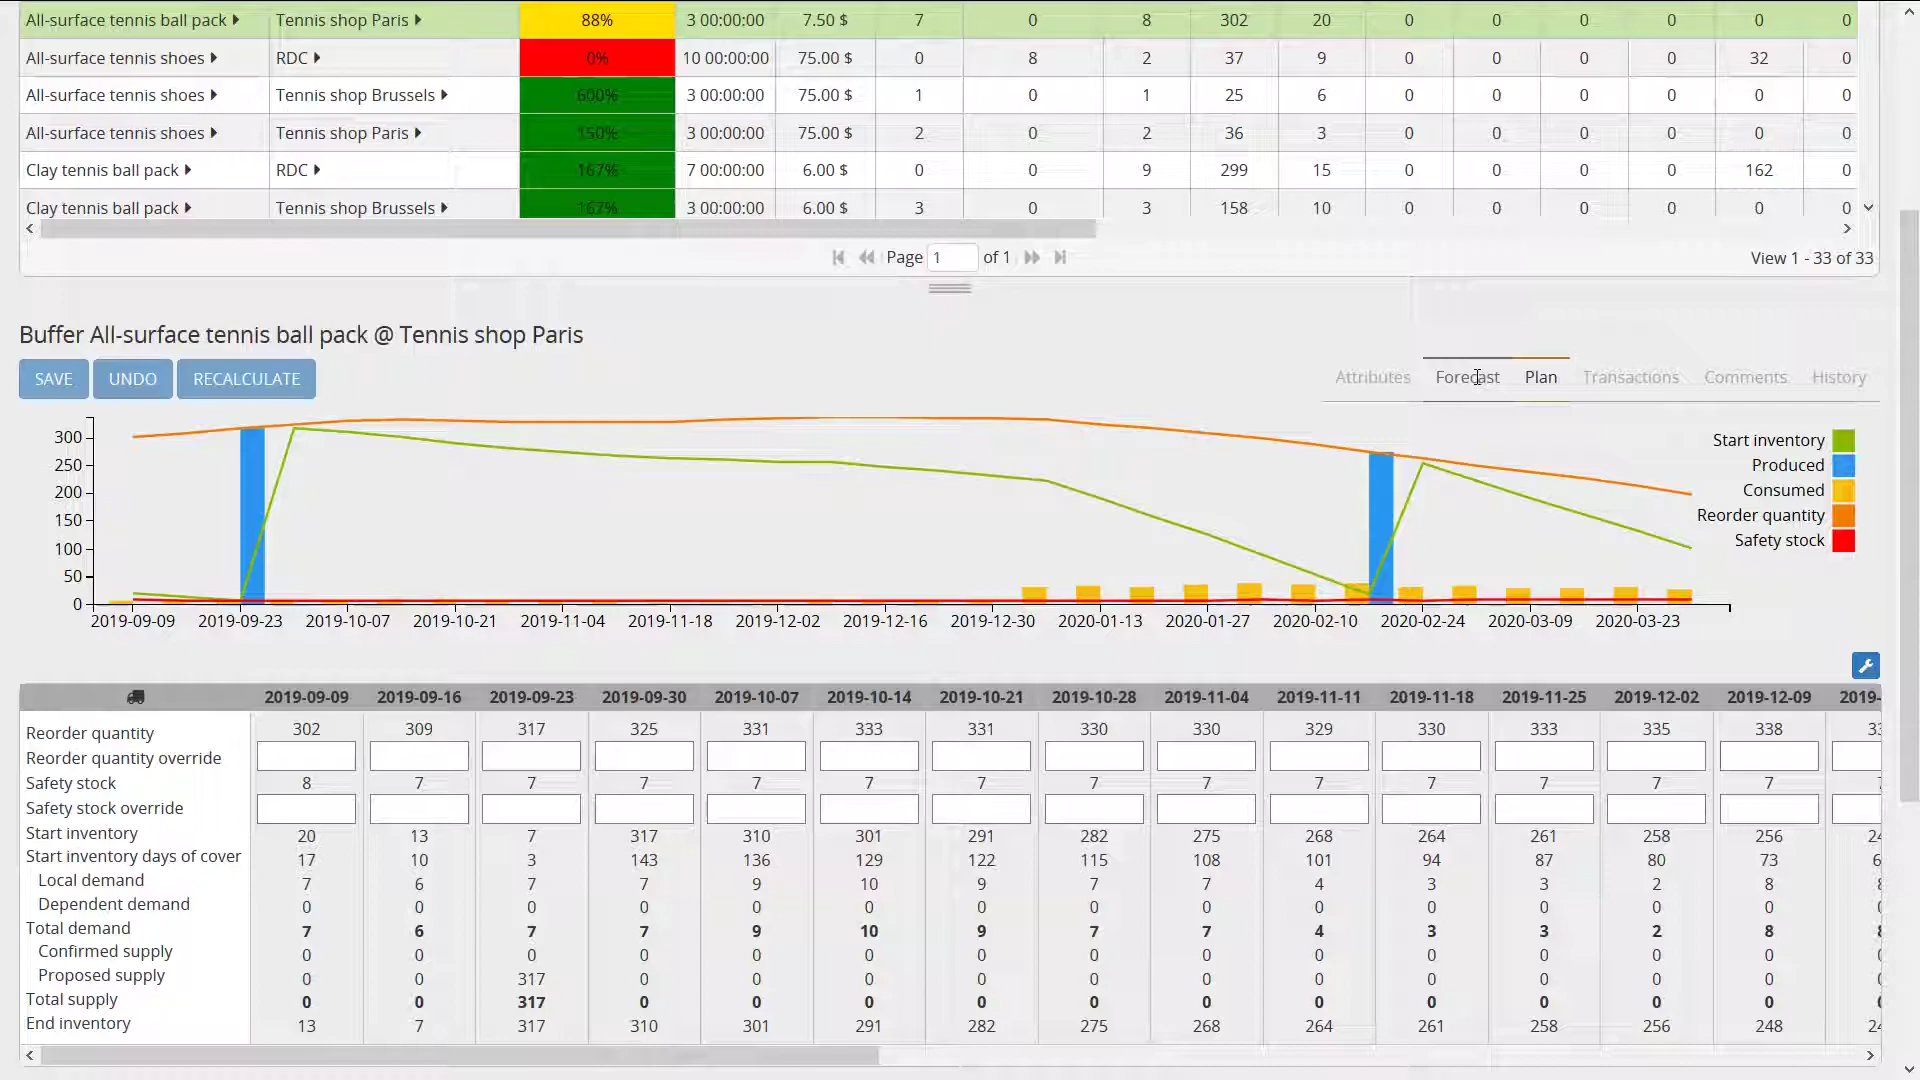 All-surface tennis ball pack Tennis shop Paris 88% 3 00:00:00 7.50 $ 7 0 8 302 20 0 0 0 0 0 0
All-surface tennis shoes RDC 0% 10 00:00:00 75.00 $ 0 8 2 37 9 0 0 0 0 32 0
All-surface tennis shoes Tennis shop Brussels 600% 3 00:00:00 75.00 $ 1 0 1 25 6 0 0 0 0 0 0
All-surface tennis shoes Tennis shop Paris 150% 3 00:00:00 75.00 $ 2 0 2 36 3 0 0 0 0 0 0
Clay tennis ball pack RDC 167% 7 00:00:00 6.00 $ 0 0 9 299 15 0 0 0 0 162 0
Clay tennis ball pack Tennis shop Brussels 167% 3 00:00:00 6.00 $ 3 0 3 158 10 0 0 0 0 0 0
Page 1 of 1 View 1 - 33 of 33
Buffer All-surface tennis ball pack @ Tennis shop Paris
SAVE UNDO RECALCULATE Attributes Forecast Plan Transactions Comments History
300
250
200
150
100
50
0
2019-09-09 2019-09-23 2019-10-07 2019-10-21 2019-11-04 2019-11-18 2019-12-02 2019-12-16 2019-12-30 2020-01-13 2020-01-27 2020-02-10 2020-02-24 2020-03-09 2020-03-23
Start inventory
Produced
Consumed
Reorder quantity
Safety stock
2019-09-09 2019-09-16 2019-09-23 2019-09-30 2019-10-07 2019-10-14 2019-10-21 2019-10-28 2019-11-04 2019-11-11 2019-11-18 2019-11-25 2019-12-02 2019-12-09 2019-
Reorder quantity 302 309 317 325 331 333 331 330 330 329 330 333 335 338
Reorder quantity override
Safety stock 8 7 7 7 7 7 7 7 7 7 7 7 7 7
Safety stock override
Start inventory 20 13 7 317 310 301 291 282 275 268 264 261 258 256
Start inventory days of cover 17 10 3 143 136 129 122 115 108 101 94 87 80 73
Local demand 7 6 7 7 9 10 9 7 7 4 3 3 2 8
Dependent demand 0 0 0 0 0 0 0 0 0 0 0 0 0 0
Total demand 7 6 7 7 9 10 9 7 7 4 3 3 2 8
Confirmed supply 0 0 0 0 0 0 0 0 0 0 0 0 0 0
Proposed supply 0 0 317 0 0 0 0 0 0 0 0 0 0 0
Total supply 0 0 317 0 0 0 0 0 0 0 0 0 0 0
End inventory 13 7 317 310 301 291 282 275 268 264 261 258 256 248